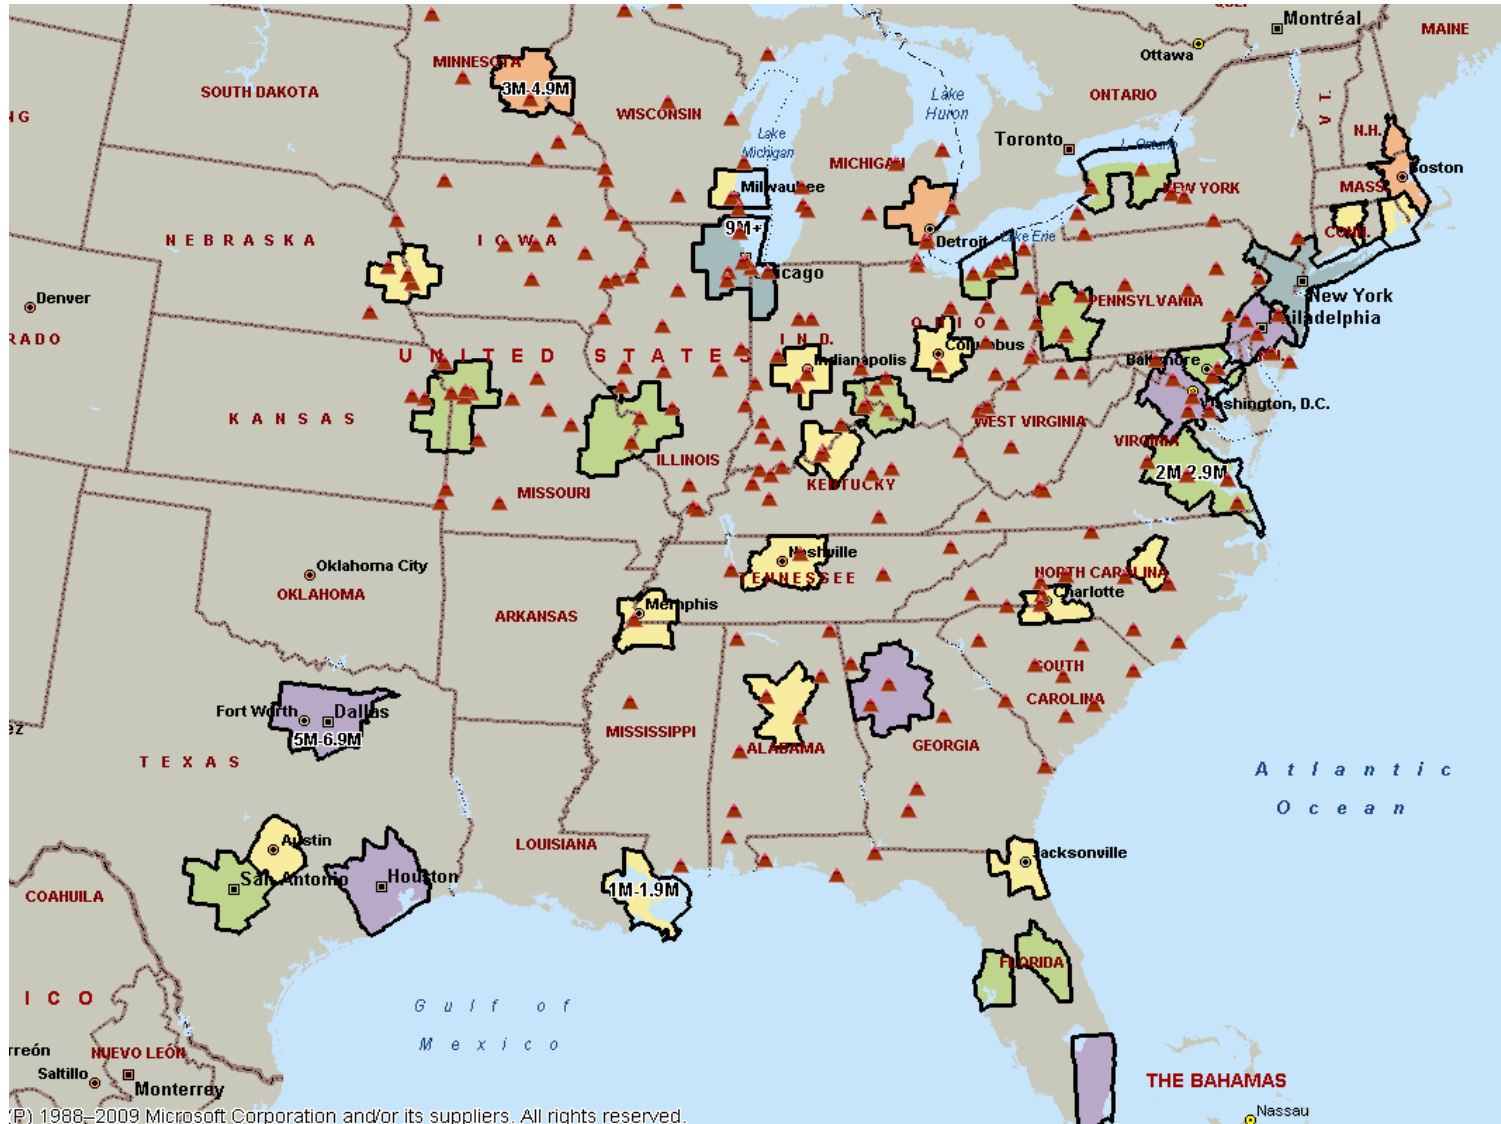 Montréal
MAINE
Ottawa
MINNESOTA
SOUTH DAKOTA
3M-4.9M
WISCONSIN
Lake
Huron
ONTARIO
V T.
N G
N.H.
Toronto
Lake
Michigan
L. Ontario
MICHIGAN
Boston
Milwaukee
NEW YORK
MASS
9M+
CONN.
NEBRASKA
IOWA
Detroit
Lake Erie
Chicago
Denver
New York
PENNSYLVANIA
Philadelphia
RADO
OHIO
IND.
Columbus
UNITED STATES
Indianapolis
Baltimore
N.J.
Washington, D.C.
KANSAS
WEST VIRGINIA
VIRGINIA
ILLINOIS
2M-2.9M
MISSOURI
KENTUCKY
Nashville
Oklahoma City
TENNESSEE
NORTH CAROLINA
OKLAHOMA
Charlotte
Memphis
ARKANSAS
SOUTH
CAROLINA
Fort Worth
Dallas
ez
MISSISSIPPI
5M-6.9M
ALABAMA
GEORGIA
TEXAS
Atlantic
Ocean
Austin
LOUISIANA
Jacksonville
San Antonio
Houston
1M-1.9M
COAHUILA
FLORIDA
ICO
Gulf of
Mexico
rreón
NUEVO LEÓN
Saltillo
Monterrey
THE BAHAMAS
Nassau
(P) 1988–2009 Microsoft Corporation and/or its suppliers. All rights reserved.